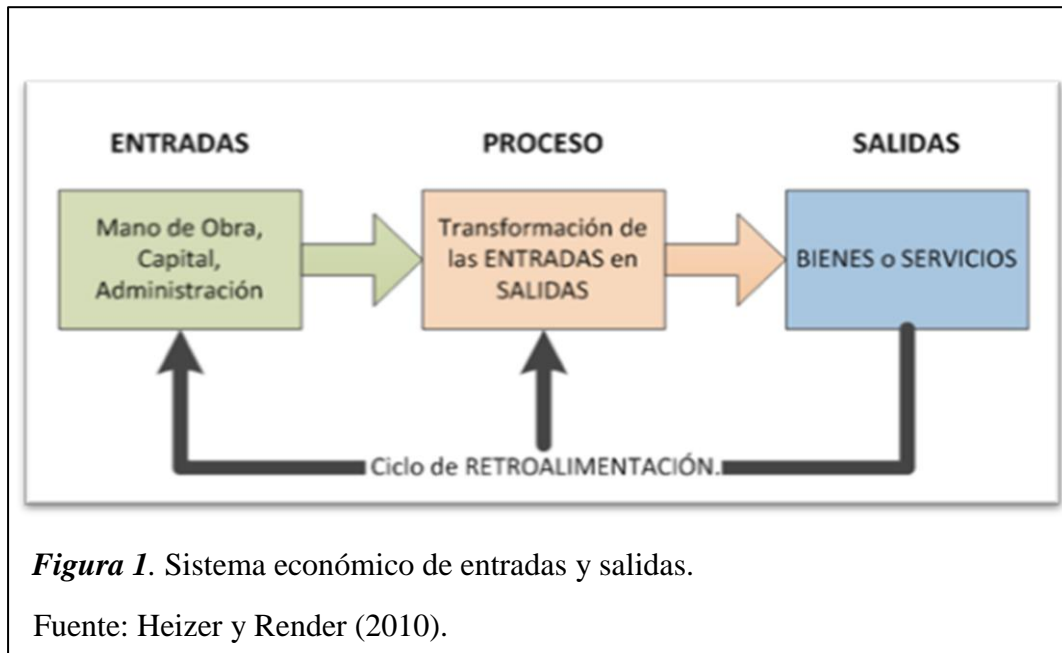 ENTRADAS
PROCESO
SALIDAS
Mano de Obra,
Capital,
Administración
Transformación de
las ENTRADAS en
SALIDAS
BIENES o SERVICIOS
Ciclo de RETROALIMENTACIÓN.
Figura 1. Sistema económico de entradas y salidas.
Fuente: Heizer y Render (2010).